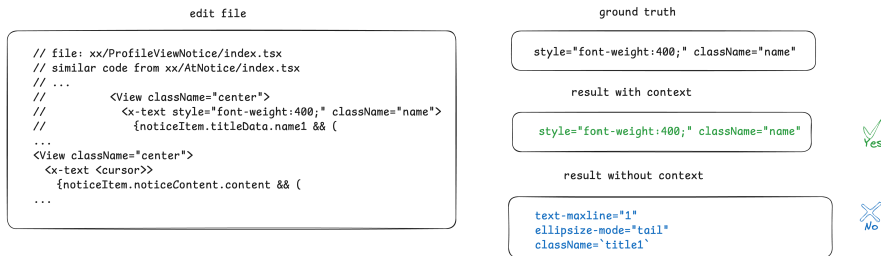 edit file
// file: xx/ProfileViewNotice/index.tsx
// similar code from xx/AtNotice/index.tsx
// ...
// <View className="center">
// <x-text style="font-weight:400;" className="name">
// {noticeItem.titleData.name1 && (
...
<View className="center">
<x-text <cursor>>
{noticeItem.noticeContent.content && (
...
ground truth
style="font-weight:400;" className="name"
result with context
style="font-weight:400;" className="name"
Yes
result without context
text-maxline="1"
ellipsize-mode="tail"
className=`title1`
No